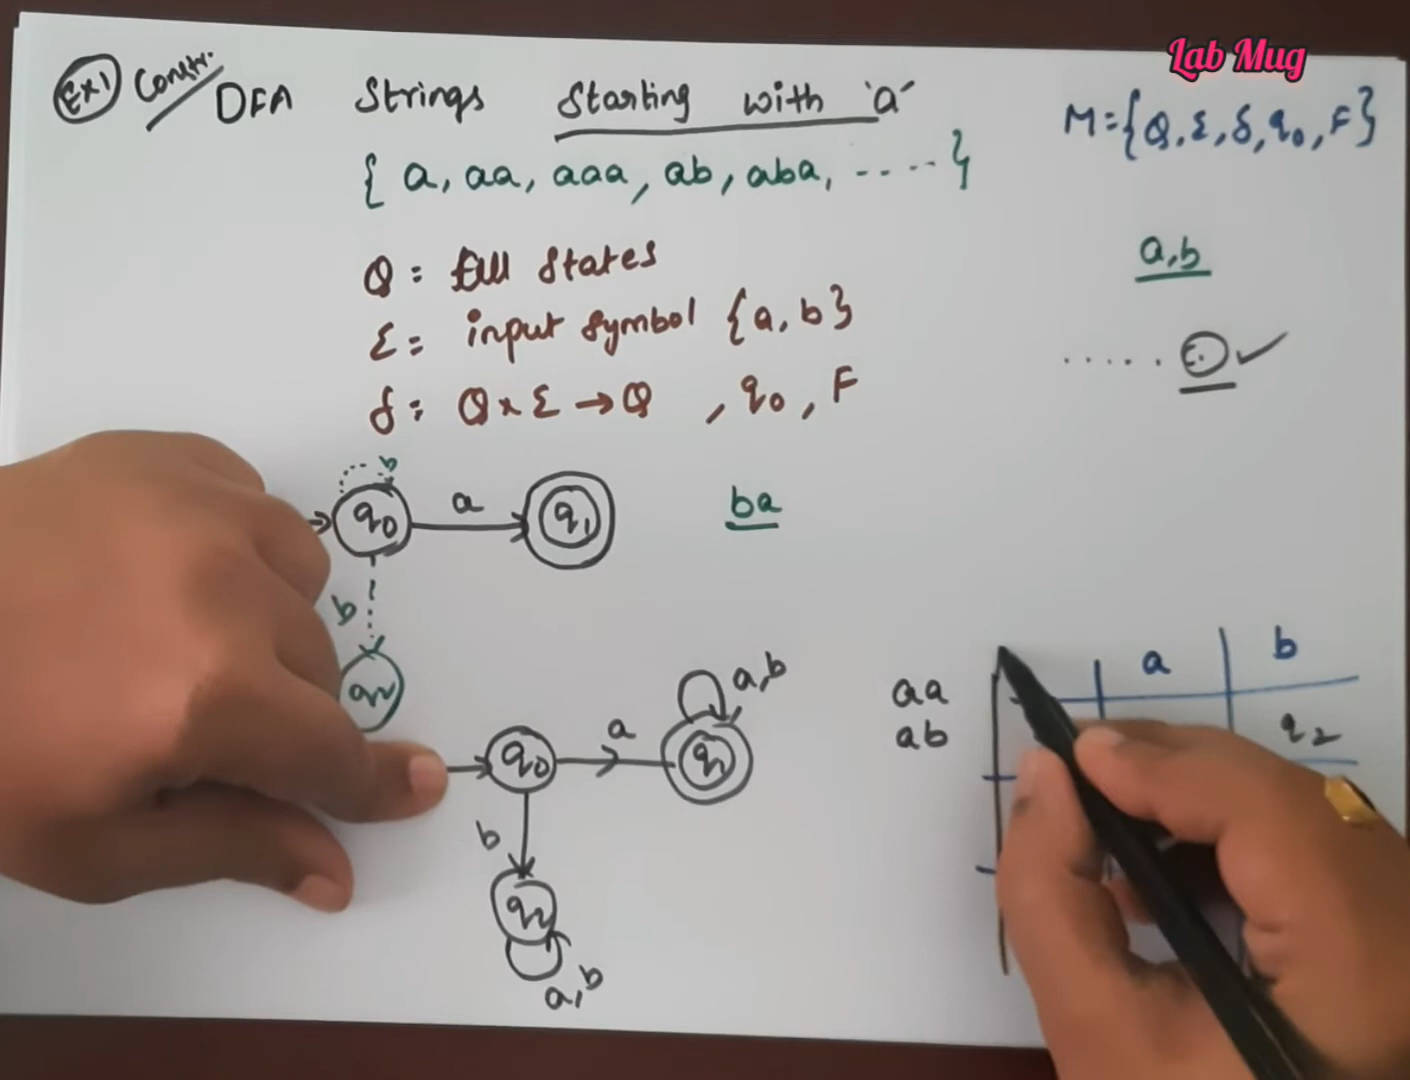 Lab Mug
Ex1 Constr. DFA Strings Starting with 'a'
M={Q,Σ,δ,q0,F}
{ a, aa, aaa, ab, aba, ..... }
a,b
Q: All States
Σ: input symbol {a, b}
.....
δ: Q x Σ → Q , q0, F
b
q0 a q1
ba
b
q2
a b
aa
a,b
ab
q2
q0 a q1
b
q2
a,b